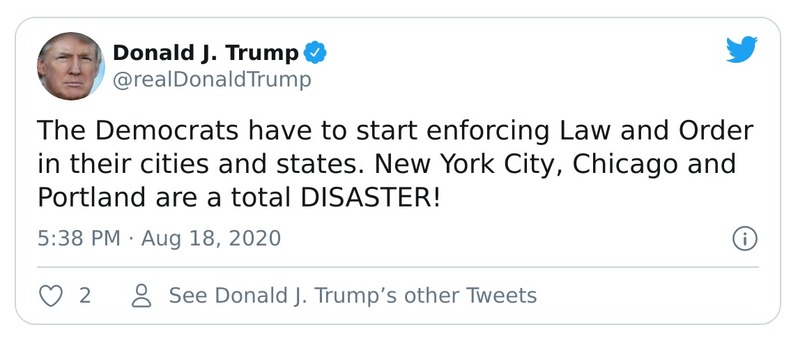 Donald J. Trump
@realDonaldTrump
The Democrats have to start enforcing Law and Order
in their cities and states. New York City, Chicago and
Portland are a total DISASTER!
5:38 PM · Aug 18, 2020
2 See Donald J. Trump’s other Tweets